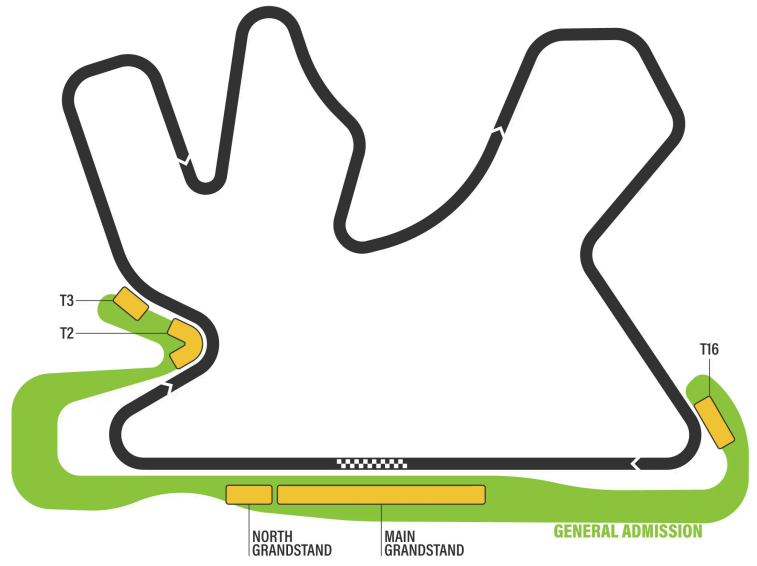 T3
T2
T16
NORTH
GRANDSTAND
MAIN
GRANDSTAND
GENERAL ADMISSION